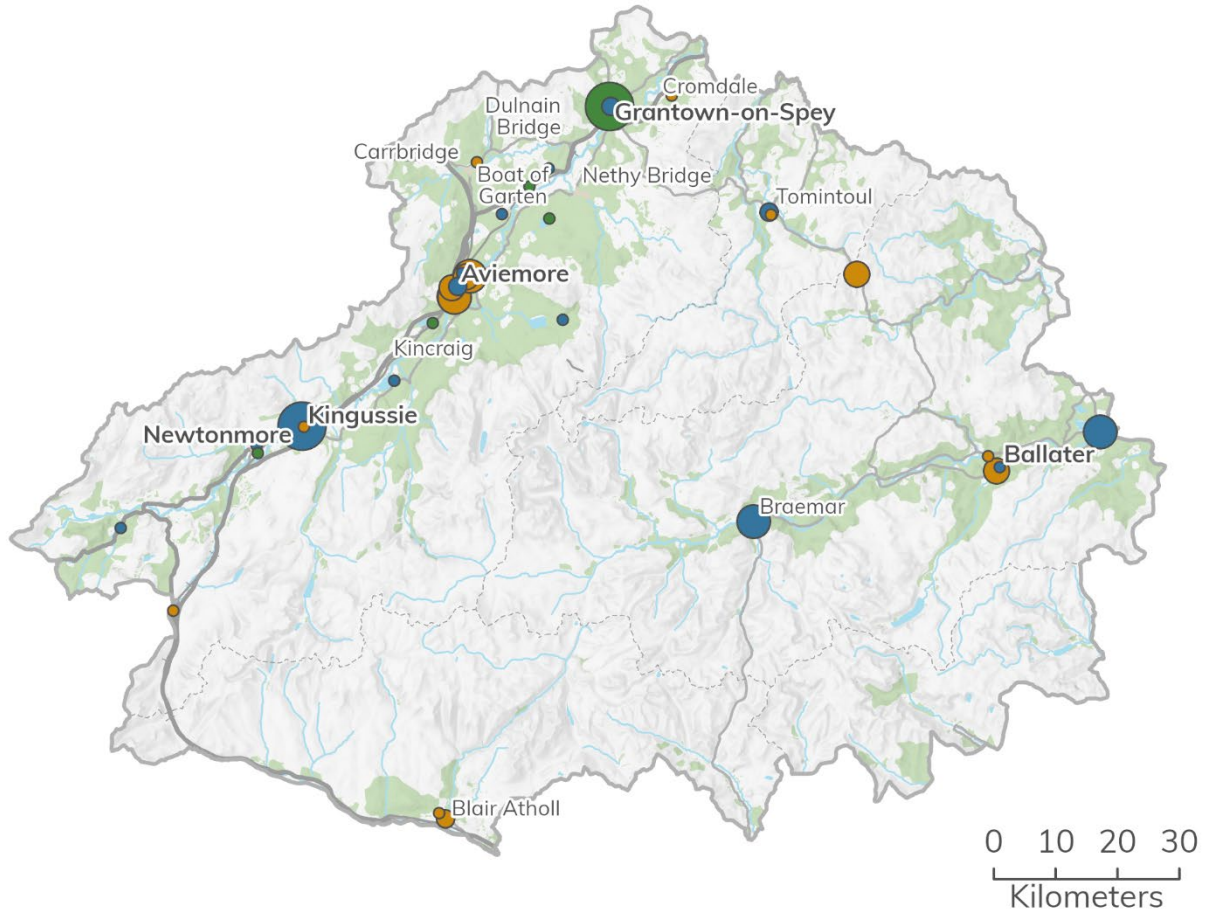 Cromdale
Dulnain
Bridge
Grantown-on-Spey
Carrbridge
Boat of
Garten
Nethy Bridge
Tomintoul
Aviemore
Kincraig
Kingussie
Newtonmore
Ballater
Braemar
Blair Atholl
0 10 20 30
Kilometers